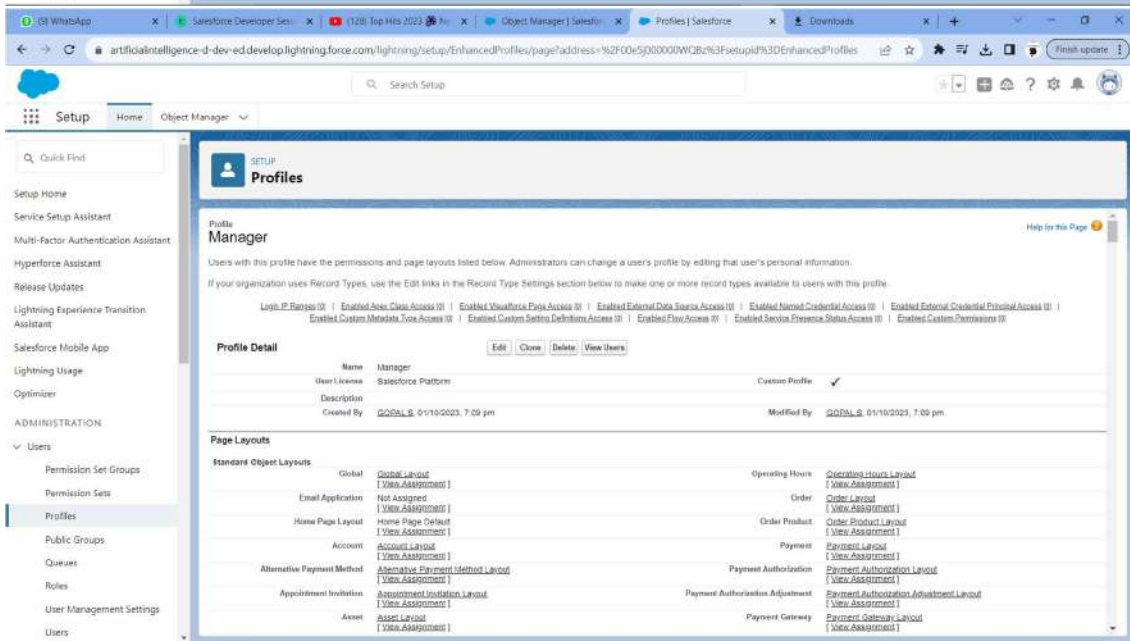 (9) WhatsApp
Salesforce Developer Sess
(128) Top Hits 2023
Object Manager | Salesfor
Profiles | Salesforce
Downloads
artificialintelligence-d-dev-ed.develop.lightning.force.com/lightning/setup/EnhancedProfiles/page?address=%2F00e5j000000WQBz%3Fsetupid%3DEnhancedProfiles
Finish update
Search Setup
Setup
Home
Object Manager
Quick Find
Setup Home
Service Setup Assistant
Multi-Factor Authentication Assistant
Hyperforce Assistant
Release Updates
Lightning Experience Transition
Assistant
Salesforce Mobile App
Lightning Usage
Optimizer
ADMINISTRATION
Users
Permission Set Groups
Permission Sets
Profiles
Public Groups
Queues
Roles
User Management Settings
Users
SETUP
Profiles
Profile
Manager
Help for this Page
Users with this profile have the permissions and page layouts listed below. Administrators can change a user's profile by editing that user's personal information.
If your organization uses Record Types, use the Edit links in the Record Type Settings section below to make one or more record types available to users with this profile.
Login IP Ranges [0] | Enabled Apex Class Access [0] | Enabled Visualforce Page Access [0] | Enabled External Data Source Access [0] | Enabled Named Credential Access [0] | Enabled External Credential Principal Access [0] |
Enabled Custom Metadata Type Access [0] | Enabled Custom Setting Definitions Access [0] | Enabled Flow Access [0] | Enabled Service Presence Status Access [0] | Enabled Custom Permissions [0]
Profile Detail Edit Clone Delete View Users
Name Manager
User License Salesforce Platform Custom Profile ✓
Description
Created By GOPAL S, 01/10/2023, 7:09 pm Modified By GOPAL S, 01/10/2023, 7:09 pm
Page Layouts
Standard Object Layouts
Global Global Layout Operating Hours Operating Hours Layout
[ View Assignment ] [ View Assignment ]
Email Application Not Assigned Order Order Layout
[ View Assignment ] [ View Assignment ]
Home Page Layout Home Page Default Order Product Order Product Layout
[ View Assignment ] [ View Assignment ]
Account Account Layout Payment Payment Layout
[ View Assignment ] [ View Assignment ]
Alternative Payment Method Alternative Payment Method Layout Payment Authorization Payment Authorization Layout
[ View Assignment ] [ View Assignment ]
Appointment Invitation Appointment Invitation Layout Payment Authorization Adjustment Payment Authorization Adjustment Layout
[ View Assignment ] [ View Assignment ]
Asset Asset Layout Payment Gateway Payment Gateway Layout
[ View Assignment ] [ View Assignment ]